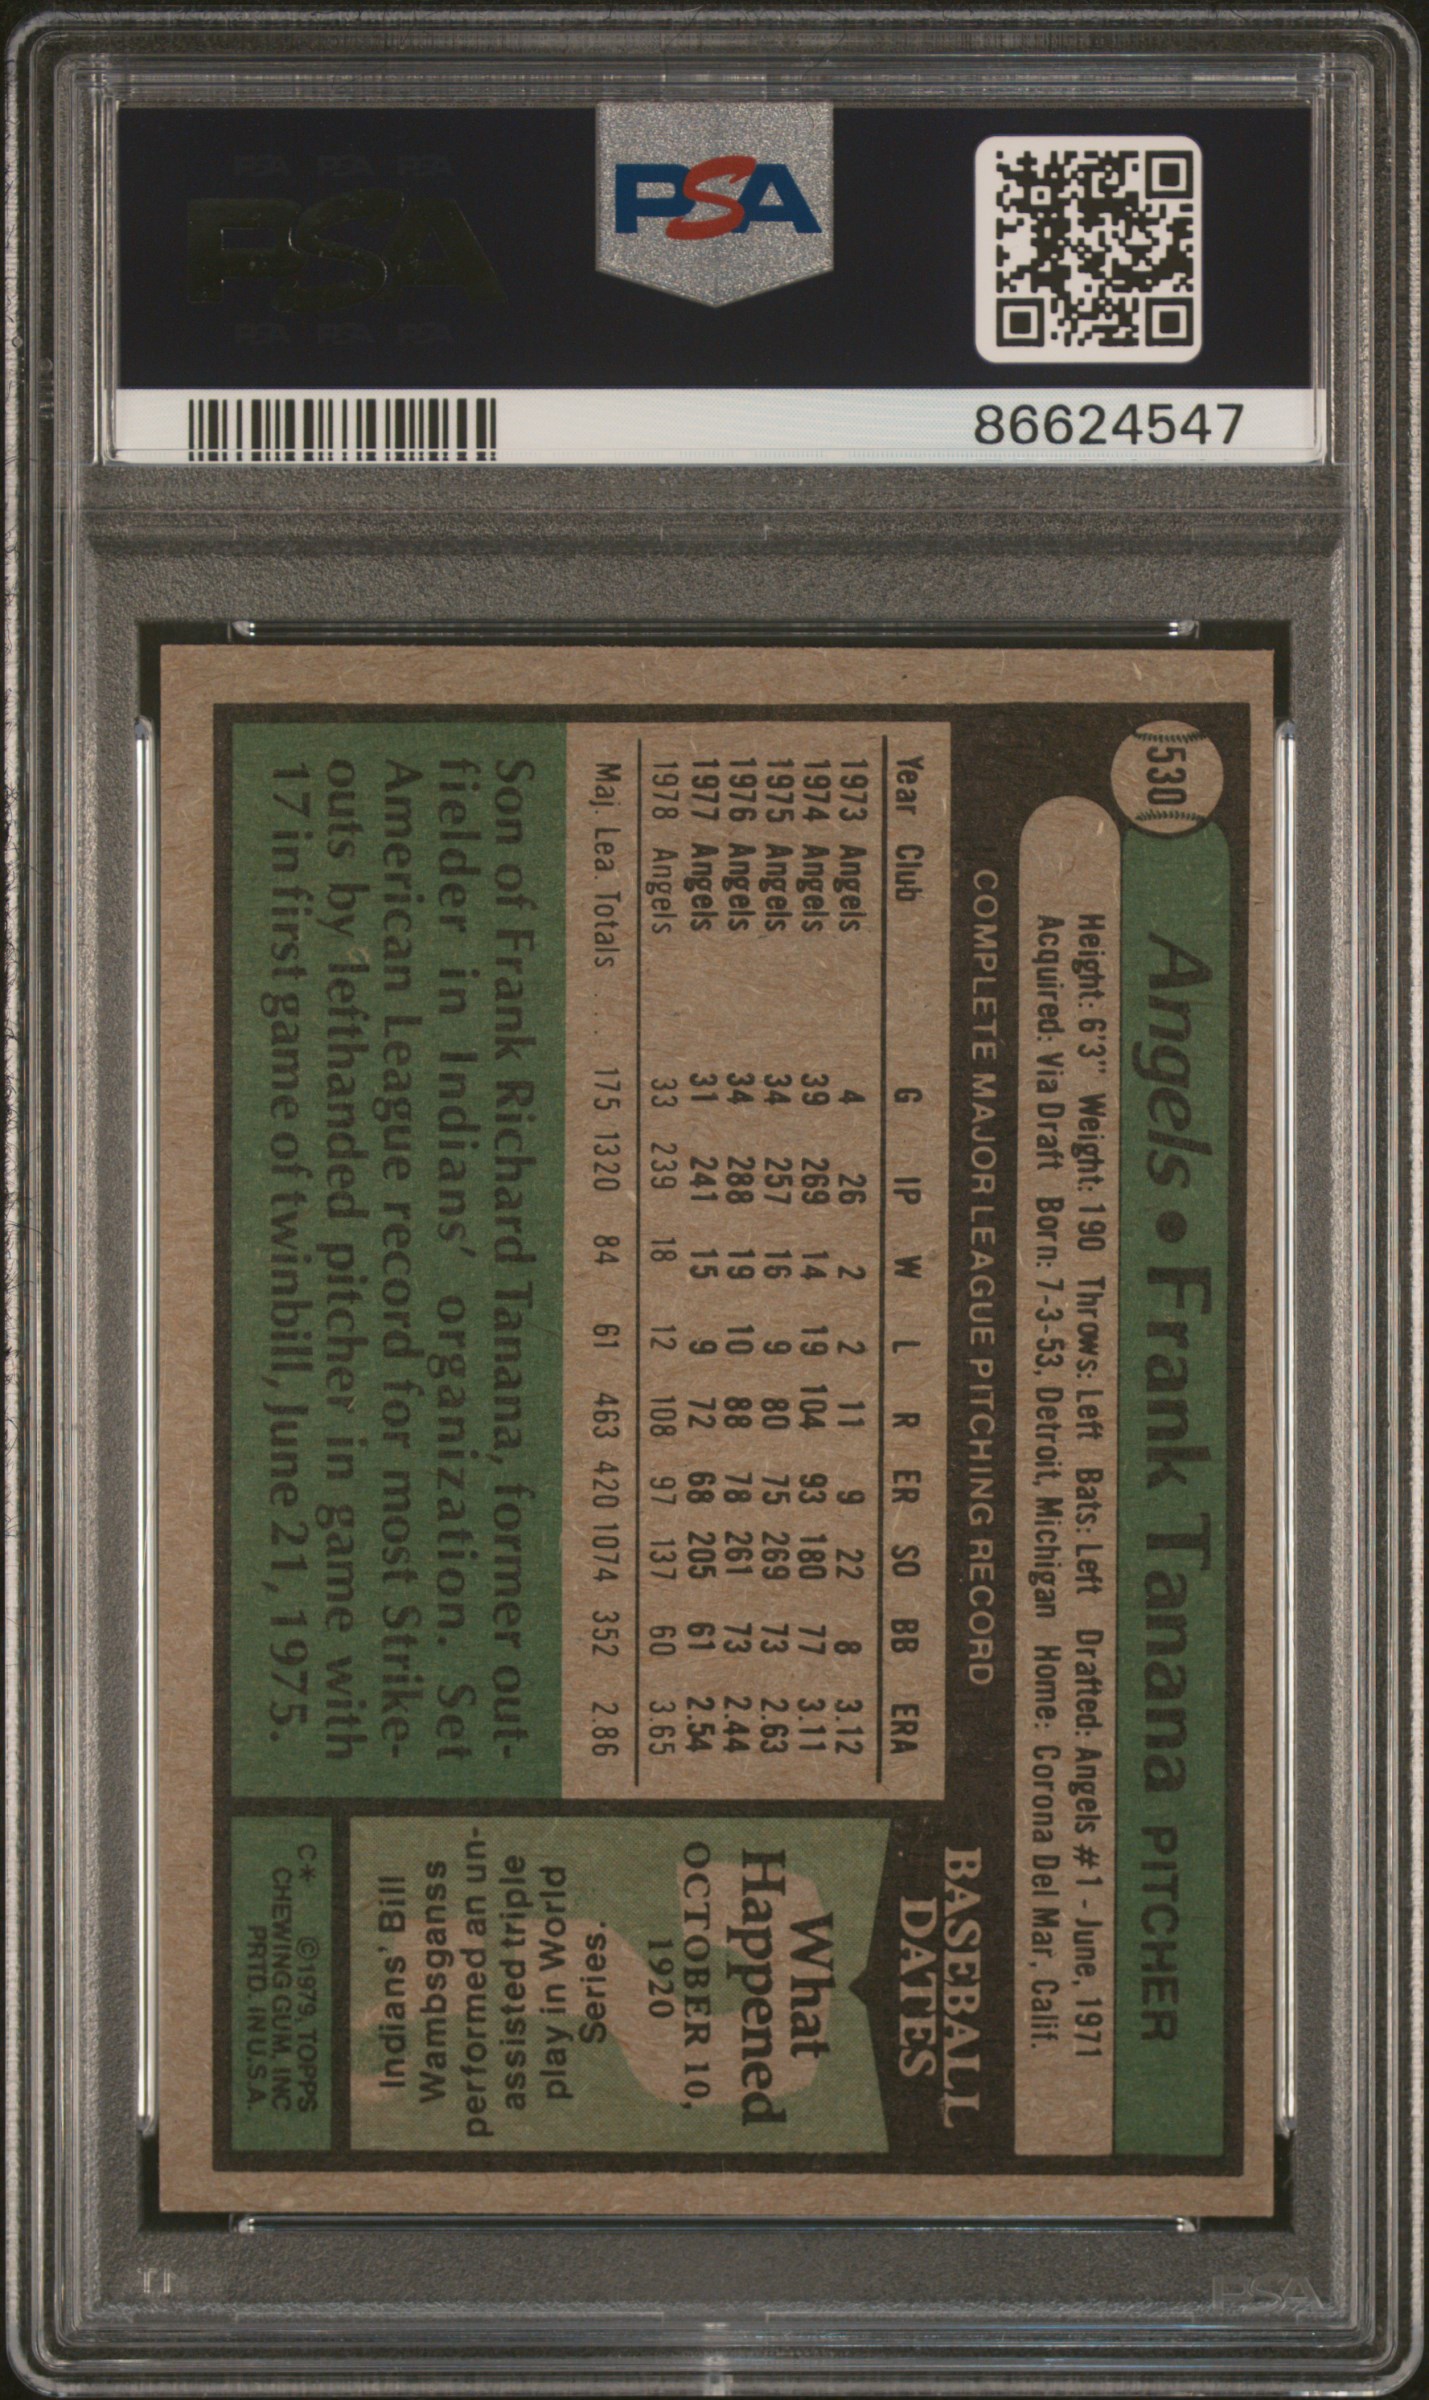 PSA PSA PSA
PSA
PSA PSA PSA
PSA
86624547
530
Angels • Frank Tanana PITCHER
Height: 6'3" Weight: 190 Throws: Left Bats: Left Drafted: Angels #1 - June, 1971
Acquired: Via Draft Born: 7-3-53, Detroit, Michigan Home: Corona Del Mar, Calif.
COMPLETE MAJOR LEAGUE PITCHING RECORD
Year Club G IP W L R ER SO BB ERA
1973 Angels 4 26 2 2 11 9 22 8 3.12
1974 Angels 39 269 14 19 104 93 180 77 3.11
1975 Angels 34 257 16 9 80 75 269 73 2.63
1976 Angels 34 288 19 10 88 78 261 73 2.44
1977 Angels 31 241 15 9 72 68 205 61 2.54
1978 Angels 33 239 18 12 108 97 137 60 3.65
Maj. Lea. Totals . . . 175 1320 84 61 463 420 1074 352 2.86
Son of Frank Richard Tanana, former out-
fielder in Indians' organization. Set
American League record for most Strike-
outs by lefthanded pitcher in game with
17 in first game of twinbill, June 21, 1975.
BASEBALL
DATES
What
Happened
OCTOBER 10,
1920
Indians' Bill
Wambsganss
performed an un-
assisted triple
play in World
Series.
C* ©1979, TOPPS
CHEWING GUM, INC
PRTD. IN U.S.A.
PSA